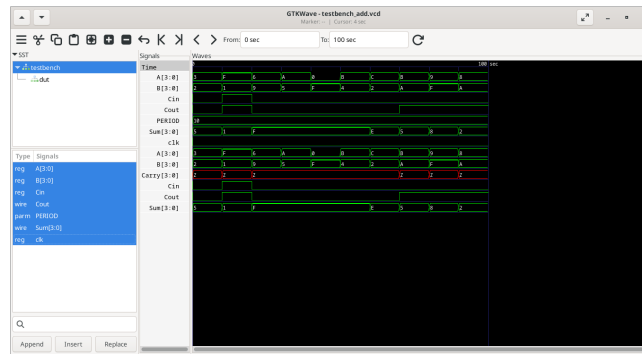 GTKWave - testbench_add.vcd
Marker: -- | Cursor: 4 sec
From: 0 sec To: 100 sec
SST
testbench
dut
Type Signals
reg A[3:0]
reg B[3:0]
reg Cin
wire Cout
parm PERIOD
wire Sum[3:0]
reg clk
Append Insert Replace
Signals
Time
A[3:0]
B[3:0]
Cin
Cout
PERIOD
Sum[3:0]
clk
A[3:0]
B[3:0]
Carry[3:0]
Cin
Cout
Sum[3:0]
Waves
100 sec
3 F 6 A 0 B C B 9 8
2 1 9 5 F 4 2 A F A
10
5 1 F E 5 8 2
3 F 6 A 0 B C B 9 8
2 1 9 5 F 4 2 A F A
Z Z Z Z Z Z
5 1 F E 5 8 2